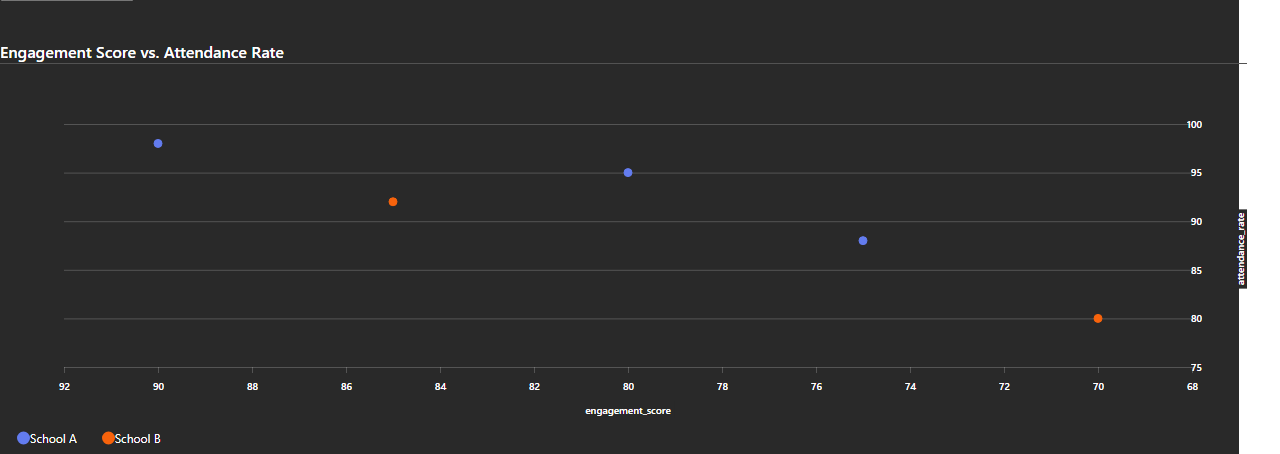 Engagement Score vs. Attendance Rate
100
95
90
85
80
75
attendance_rate
92 90 88 86 84 82 80 78 76 74 72 70 68
engagement_score
School A School B